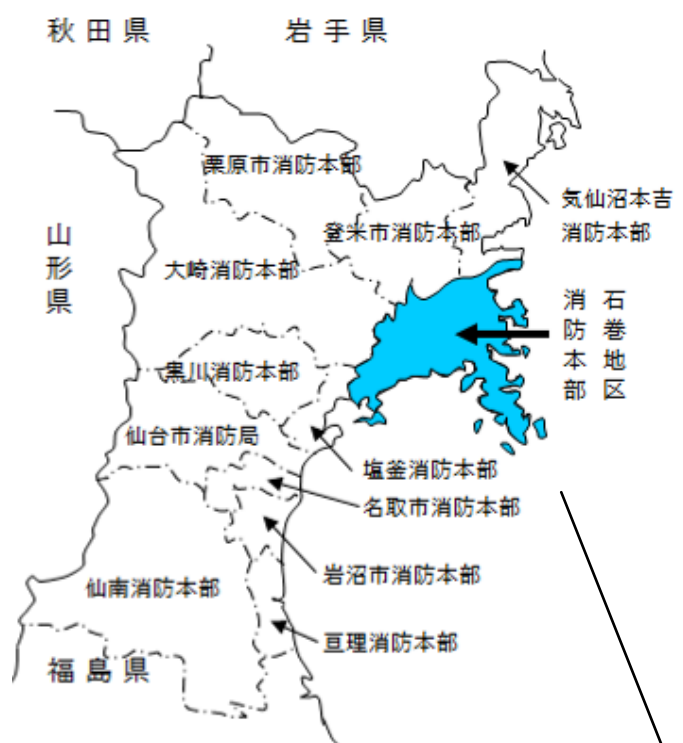 秋田県
岩手県
栗原市消防本部
気仙沼本吉
消防本部
登米市消防本部
山形県
大崎消防本部
石巻地区
消防本部
黒川消防本部
仙台市消防局
塩釜消防本部
名取市消防本部
岩沼市消防本部
仙南消防本部
亘理消防本部
福島県